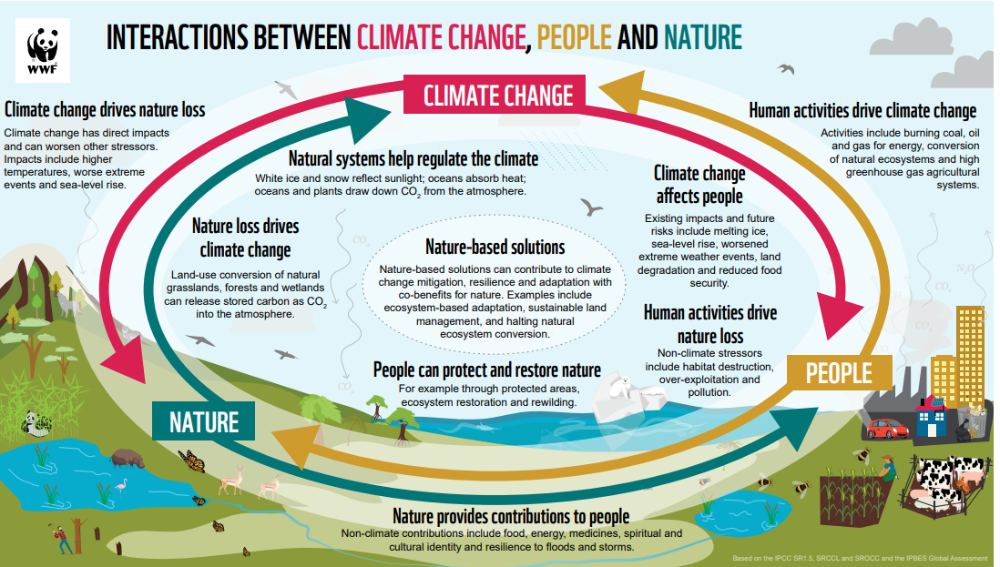 WWF
INTERACTIONS BETWEEN CLIMATE CHANGE, PEOPLE AND NATURE
CLIMATE CHANGE
Climate change drives nature loss
Climate change has direct impacts
and can worsen other stressors.
Impacts include higher
temperatures, worse extreme
events and sea-level rise.
Human activities drive climate change
Activities include burning coal, oil
and gas for energy, conversion
of natural ecosystems and high
greenhouse gas agricultural
systems.
Natural systems help regulate the climate
White ice and snow reflect sunlight; oceans absorb heat;
oceans and plants draw down CO₂ from the atmosphere.
Climate change
affects people
Existing impacts and future
risks include melting ice,
sea-level rise, worsened
extreme weather events, land
degradation and reduced food
security.
Nature loss drives
climate change
Land-use conversion of natural
grasslands, forests and wetlands
can release stored carbon as CO₂
into the atmosphere.
CO₂
Nature-based solutions
Nature-based solutions can contribute to climate
change mitigation, resilience and adaptation with
co-benefits for nature. Examples include
ecosystem-based adaptation, sustainable land
management, and halting natural
ecosystem conversion.
N₂O
CO₂
CO₂
Human activities drive
nature loss
Non-climate stressors
include habitat destruction,
over-exploitation and
pollution.
People can protect and restore nature
For example through protected areas,
ecosystem restoration and rewilding.
CO₂
PEOPLE
NATURE
Nature provides contributions to people
Non-climate contributions include food, energy, medicines, spiritual and
cultural identity and resilience to floods and storms.
Based on the IPCC SR1.5, SRCCL and SROCC and the IPBES Global Assessment